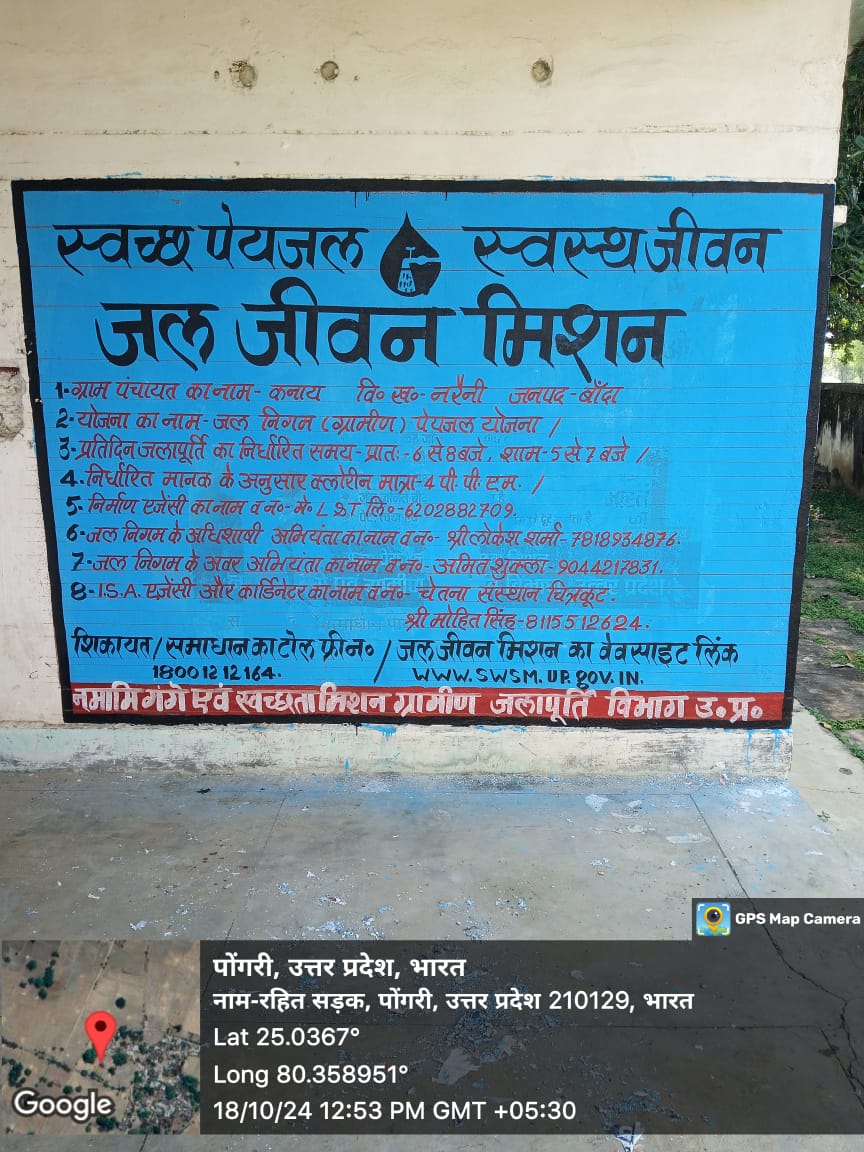 स्वच्छ पेयजल स्वस्थ जीवन
जल जीवन मिशन
1- ग्राम पंचायत का नाम- कनाय वि० ख०- नरैनी जनपद - बाँदा
2- योजना का नाम- जल निगम (ग्रामीण) पेयजल योजना /
3- प्रतिदिन जलापूर्ति का निर्धारित समय- प्रातः- 6 से 8 बजे, शाम- 5 से 7 बजे /
4. निर्धारित मानक के अनुसार क्लोरीन मात्रा- 4 पी. पी. एम. /
5- निर्माण एजेंसी का नाम व नं०- मे० L.S.T. लि०- 6202882709.
6- जल निगम के अधिशाषी अभियंता का नाम व न०- श्री लोकेश शर्मा- 7818934876.
7- जल निगम के अवर अभियंता का नाम व न०- अमित शुक्ला- 9044217831.
8- I.S.A. एजेंसी और कार्डिनेटर का नाम व न०- चेतना संस्थान चित्रकूट.
श्री मोहित सिंह- 8115512624.
शिकायत/समाधान का टोल फ्री न० / जल जीवन मिशन का वेवसाइट लिंक
18001212164. WWW.SWSM.UP.gov.IN.
नमामि गंगे एवं स्वच्छता मिशन ग्रामीण जलापूर्ति विभाग उ० प्र०
GPS Map Camera
पोंगरी, उत्तर प्रदेश, भारत
नाम-रहित सड़क, पोंगरी, उत्तर प्रदेश 210129, भारत
Lat 25.0367°
Long 80.358951°
18/10/24 12:53 PM GMT +05:30
Google